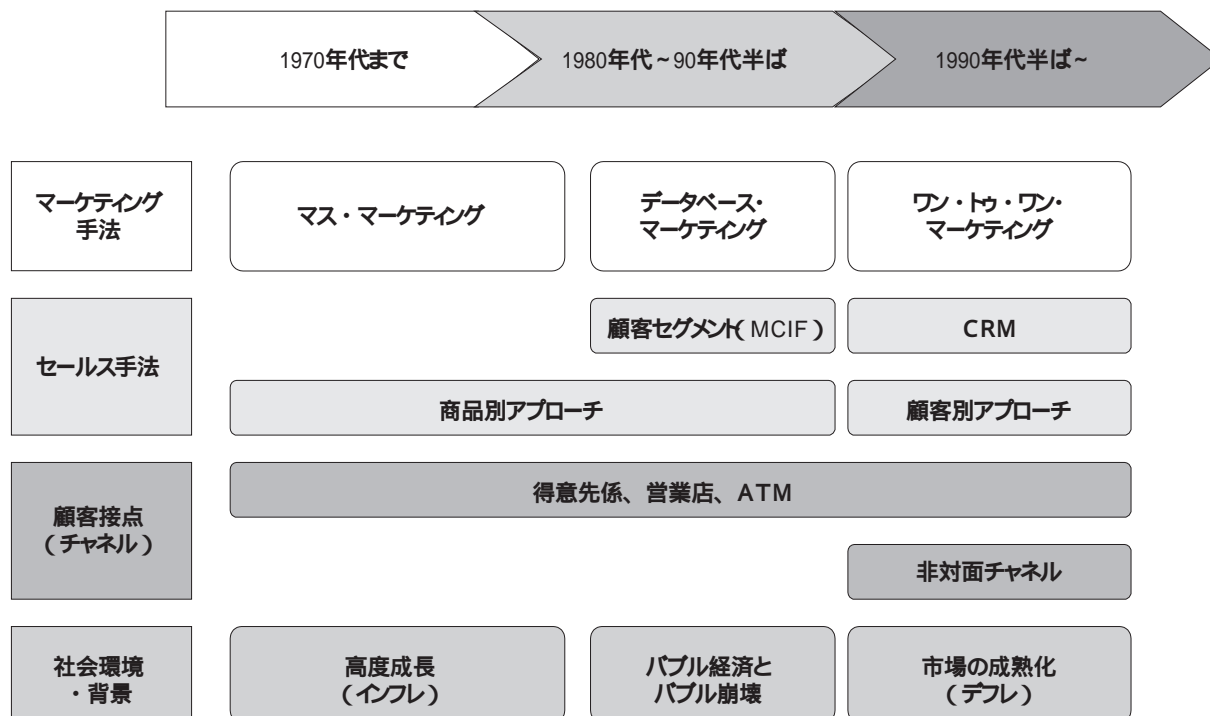 1970年代まで
1980年代~90年代半ば
1990年代半ば~
マーケティング
手法
マス・マーケティング
データベース・
マーケティング
ワン・トゥ・ワン・
マーケティング
セールス手法
顧客セグメント(MCIF)
CRM
商品別アプローチ
顧客別アプローチ
顧客接点
(チャネル)
得意先係、営業店、ATM
非対面チャネル
社会環境
・背景
高度成長
(インフレ)
バブル経済と
バブル崩壊
市場の成熟化
(デフレ)